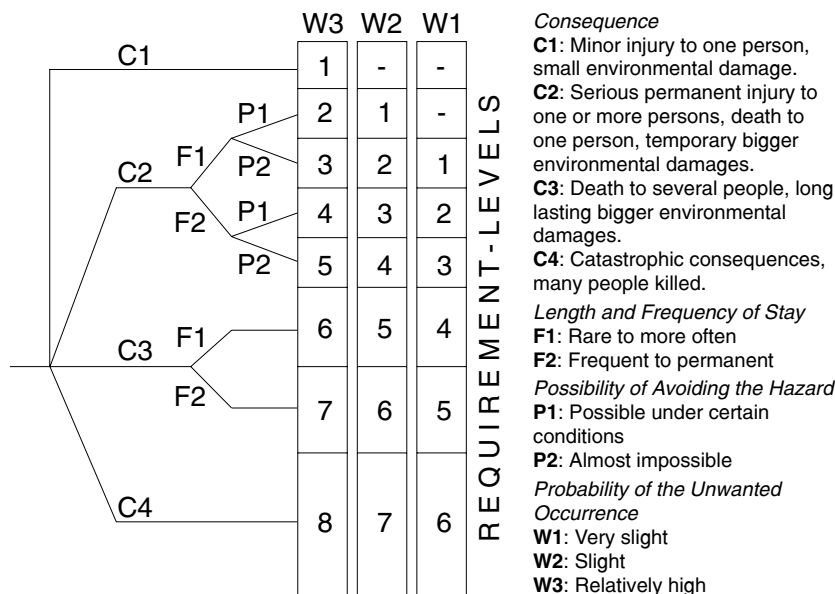 W3 W2 W1
C1
1 - -
P1
2 1 -
F1
P2
3 2 1
C2
F2
P1
4 3 2
P2
5 4 3
F1
6 5 4
C3
F2
7 6 5
C4
8 7 6
REQUIREMENT-LEVELS
Consequence
C1: Minor injury to one person,
small environmental damage.
C2: Serious permanent injury to
one or more persons, death to
one person, temporary bigger
environmental damages.
C3: Death to several people, long
lasting bigger environmental
damages.
C4: Catastrophic consequences,
many people killed.
Length and Frequency of Stay
F1: Rare to more often
F2: Frequent to permanent
Possibility of Avoiding the Hazard
P1: Possible under certain
conditions
P2: Almost impossible
Probability of the Unwanted
Occurrence
W1: Very slight
W2: Slight
W3: Relatively high